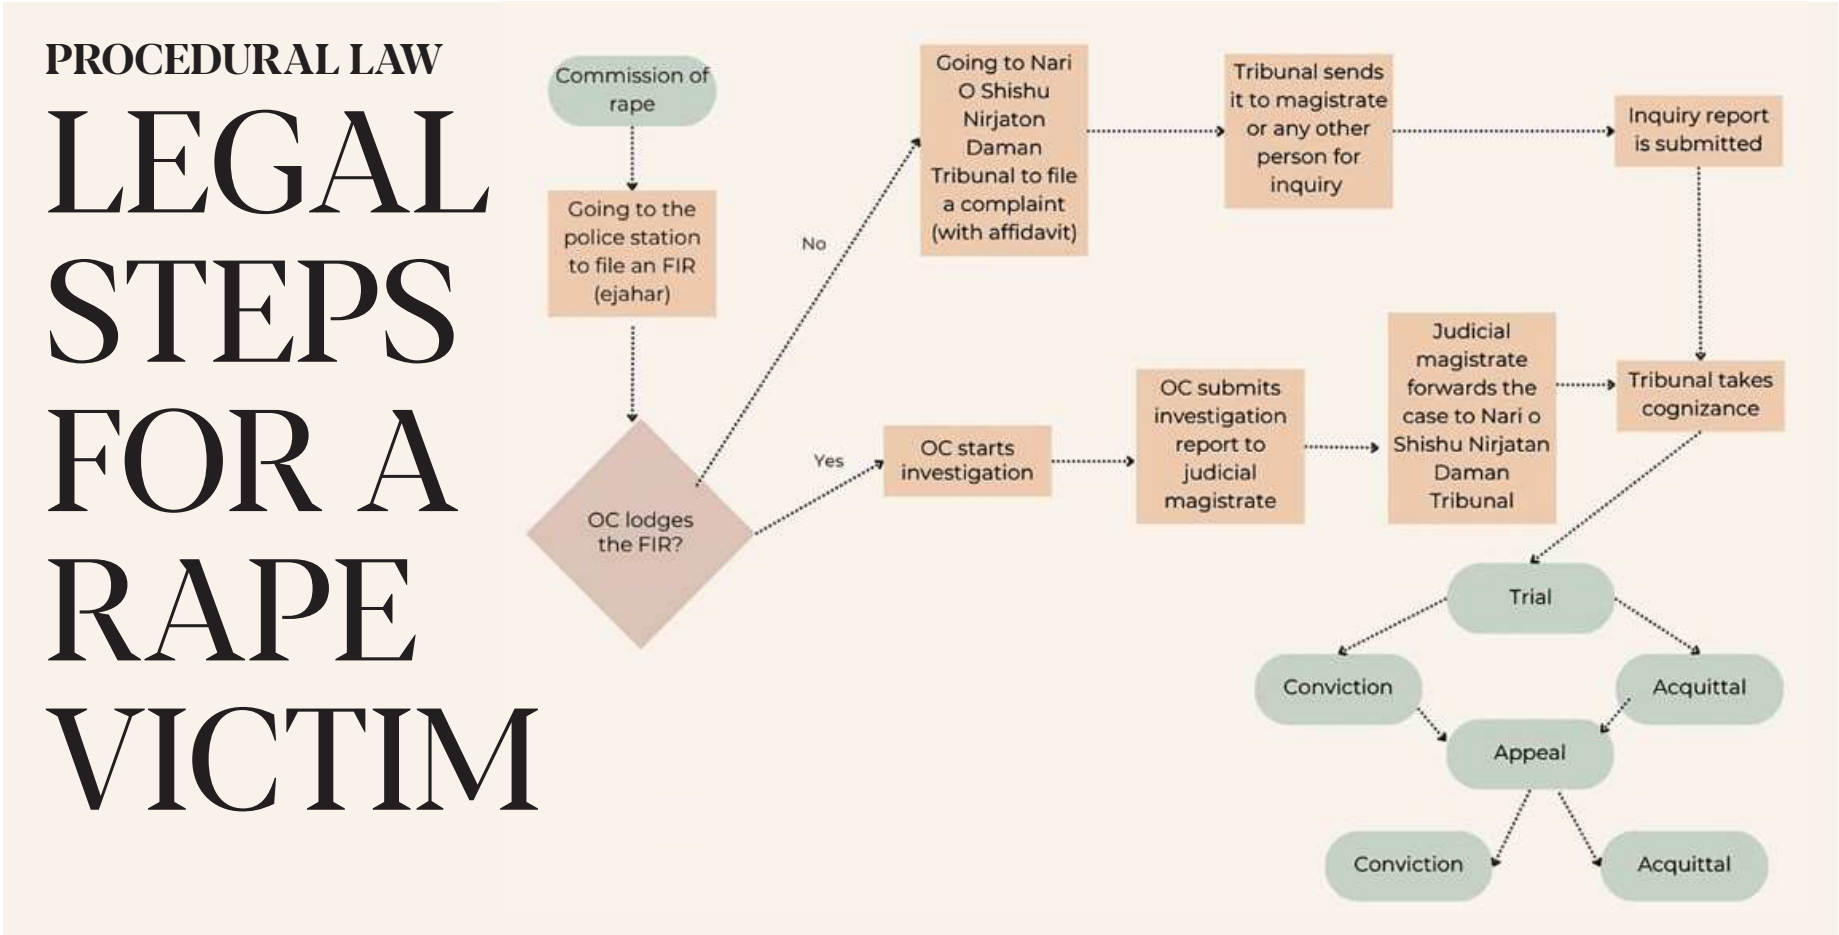 PROCEDURAL LAW
LEGAL
STEPS
FOR A
RAPE
VICTIM
Commission of
rape
Going to the
police station
to file an FIR
(ejahar)
OC lodges
the FIR?
No
Going to Nari
O Shishu
Nirjaton
Daman
Tribunal to file
a complaint
(with affidavit)
Tribunal sends
it to magistrate
or any other
person for
inquiry
Inquiry report
is submitted
Yes
OC starts
investigation
OC submits
investigation
report to
judicial
magistrate
Judicial
magistrate
forwards the
case to Nari o
Shishu Nirjatan
Daman
Tribunal
Tribunal takes
cognizance
Trial
Conviction
Acquittal
Appeal
Conviction
Acquittal